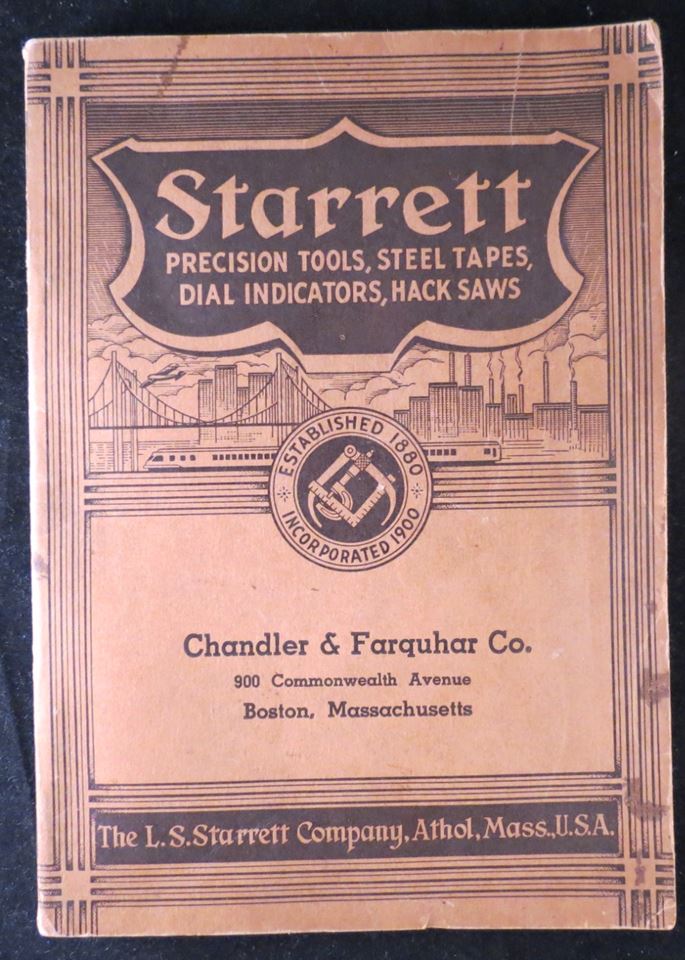 Starrett
PRECISION TOOLS, STEEL TAPES,
DIAL INDICATORS, HACK SAWS
ESTABLISHED 1880
INCORPORATED 1900
Chandler & Farquhar Co.
900 Commonwealth Avenue
Boston, Massachusetts
The L.S. Starrett Company, Athol, Mass., U.S.A.